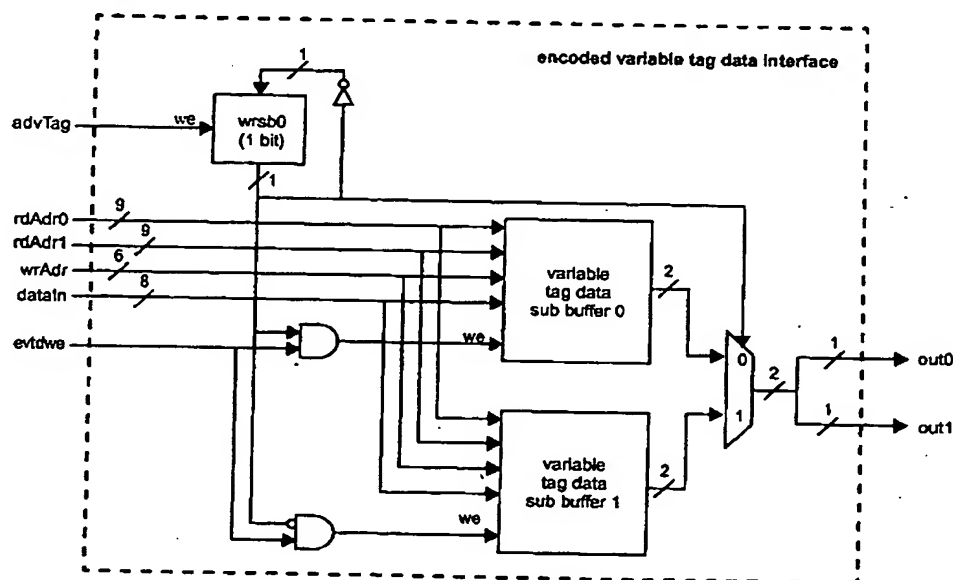 encoded variable tag data interface
1
advTag
we
wrsb0
(1 bit)
1
rdAdr0
9
rdAdr1
9
wrAdr
6
dataIn
8
variable
tag data
sub buffer 0
2
evtdwe
we
0
2
1
out0
1
1
out1
variable
tag data
sub buffer 1
2
we